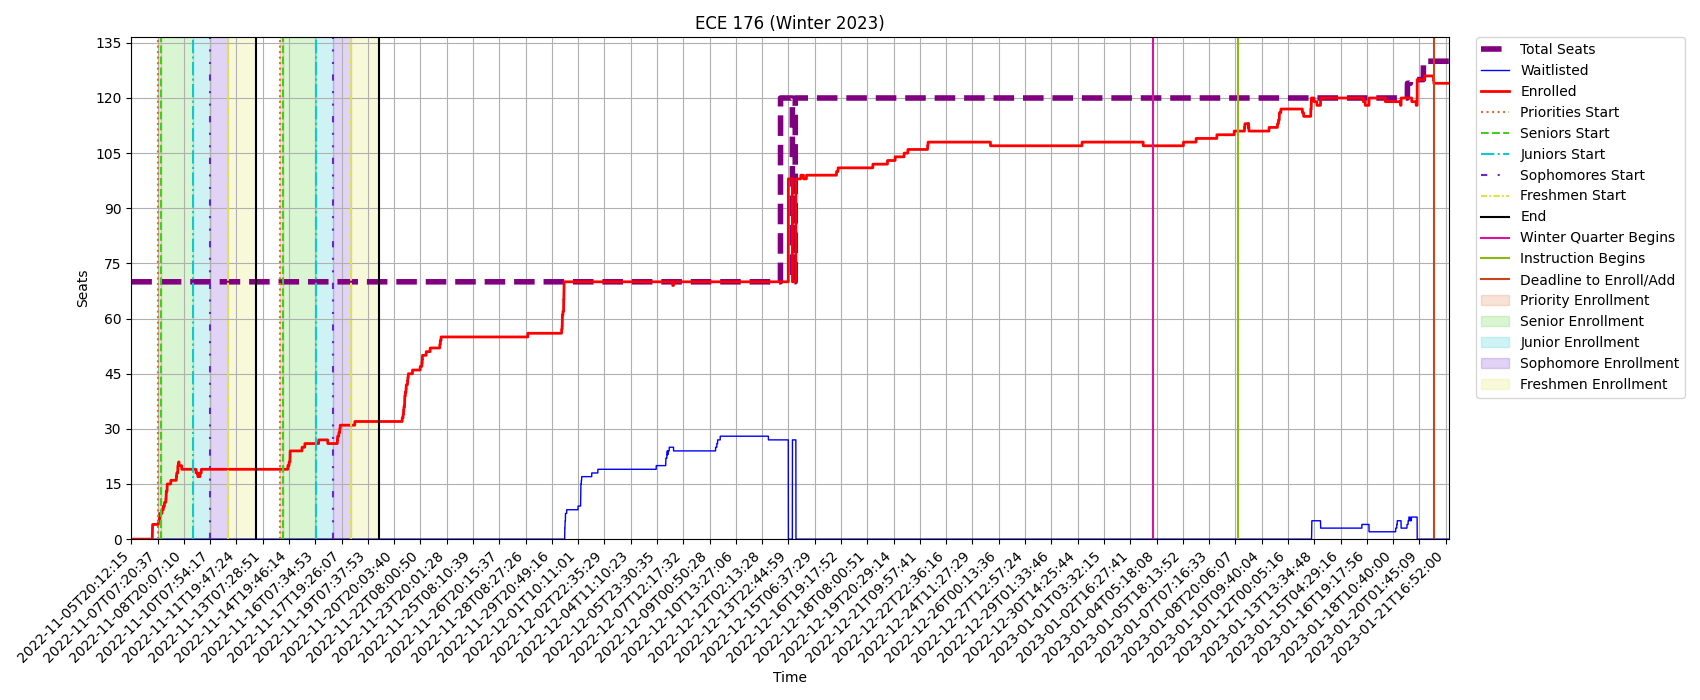 ECE 176 (Winter 2023)
135
120
105
90
75
60
45
30
15
0
Seats
2022-11-05T20:12:15
2022-11-07T07:20:37
2022-11-08T20:07:10
2022-11-10T07:54:17
2022-11-11T19:47:24
2022-11-13T07:28:51
2022-11-14T19:46:14
2022-11-16T07:34:53
2022-11-17T19:26:07
2022-11-19T07:37:53
2022-11-20T20:03:40
2022-11-22T08:00:50
2022-11-23T20:01:28
2022-11-25T08:10:39
2022-11-26T20:15:37
2022-11-28T08:27:26
2022-11-29T20:49:16
2022-12-01T10:11:01
2022-12-02T22:35:29
2022-12-04T11:10:23
2022-12-05T23:30:35
2022-12-07T12:17:32
2022-12-09T00:50:28
2022-12-10T13:27:06
2022-12-12T02:13:28
2022-12-13T22:44:59
2022-12-15T06:37:29
2022-12-16T19:17:52
2022-12-18T08:00:51
2022-12-19T20:29:14
2022-12-21T09:57:41
2022-12-22T22:36:16
2022-12-24T11:27:29
2022-12-26T00:13:36
2022-12-27T12:57:24
2022-12-29T01:33:46
2022-12-30T14:25:44
2023-01-01T03:32:15
2023-01-02T16:27:41
2023-01-04T05:18:08
2023-01-05T18:13:52
2023-01-07T07:16:33
2023-01-08T20:06:07
2023-01-10T09:40:04
2023-01-12T00:05:16
2023-01-13T13:34:48
2023-01-15T04:29:16
2023-01-16T19:17:56
2023-01-18T10:40:00
2023-01-20T01:45:09
2023-01-21T16:52:00
Time
Total Seats
Waitlisted
Enrolled
Priorities Start
Seniors Start
Juniors Start
Sophomores Start
Freshmen Start
End
Winter Quarter Begins
Instruction Begins
Deadline to Enroll/Add
Priority Enrollment
Senior Enrollment
Junior Enrollment
Sophomore Enrollment
Freshmen Enrollment